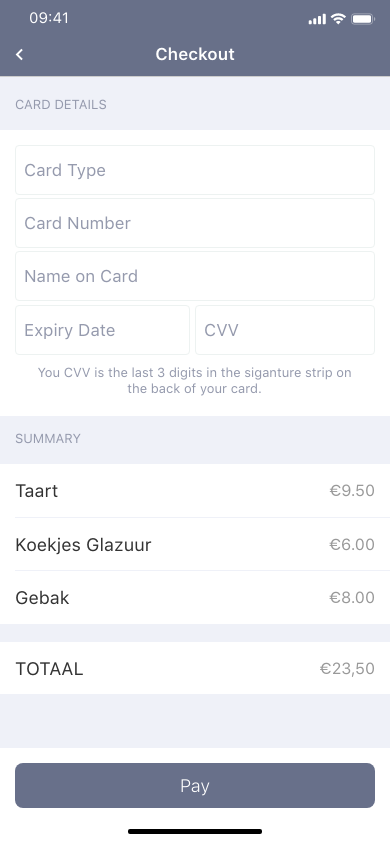 09:41
Checkout
CARD DETAILS
Card Type
Card Number
Name on Card
Expiry Date CVV
You CVV is the last 3 digits in the siganture strip on
the back of your card.
SUMMARY
Taart €9.50
Koekjes Glazuur €6.00
Gebak €8.00
TOTAAL €23,50
Pay